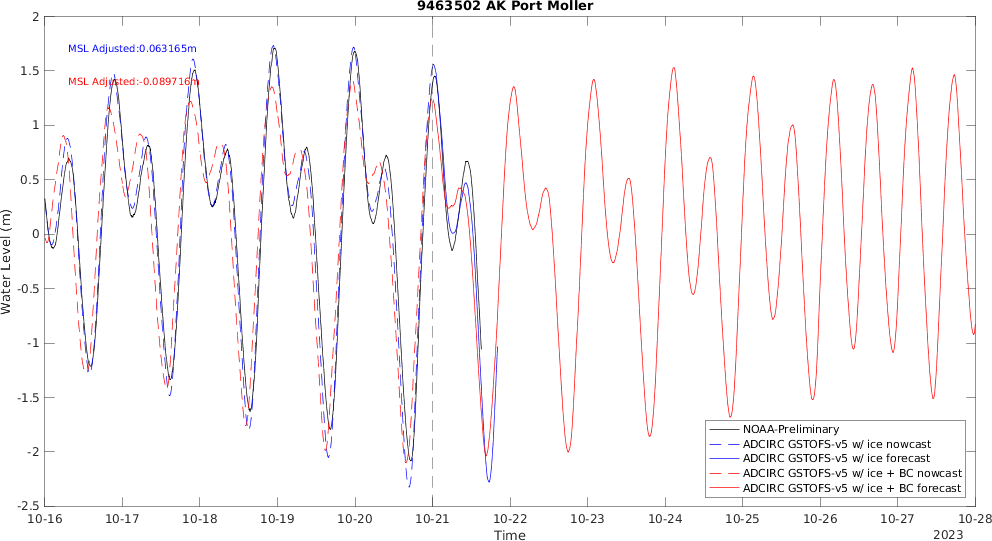 9463502 AK Port Moller
MSL Adjusted:0.063165m
MSL Adjusted:-0.089716m
Water Level (m)
2
1.5
1
0.5
0
-0.5
-1
-1.5
-2
-2.5
NOAA-Preliminary
ADCIRC GSTOFS-v5 w/ ice nowcast
ADCIRC GSTOFS-v5 w/ ice forecast
ADCIRC GSTOFS-v5 w/ ice + BC nowcast
ADCIRC GSTOFS-v5 w/ ice + BC forecast
10-16 10-17 10-18 10-19 10-20 10-21 10-22 10-23 10-24 10-25 10-26 10-27 10-28
Time
2023